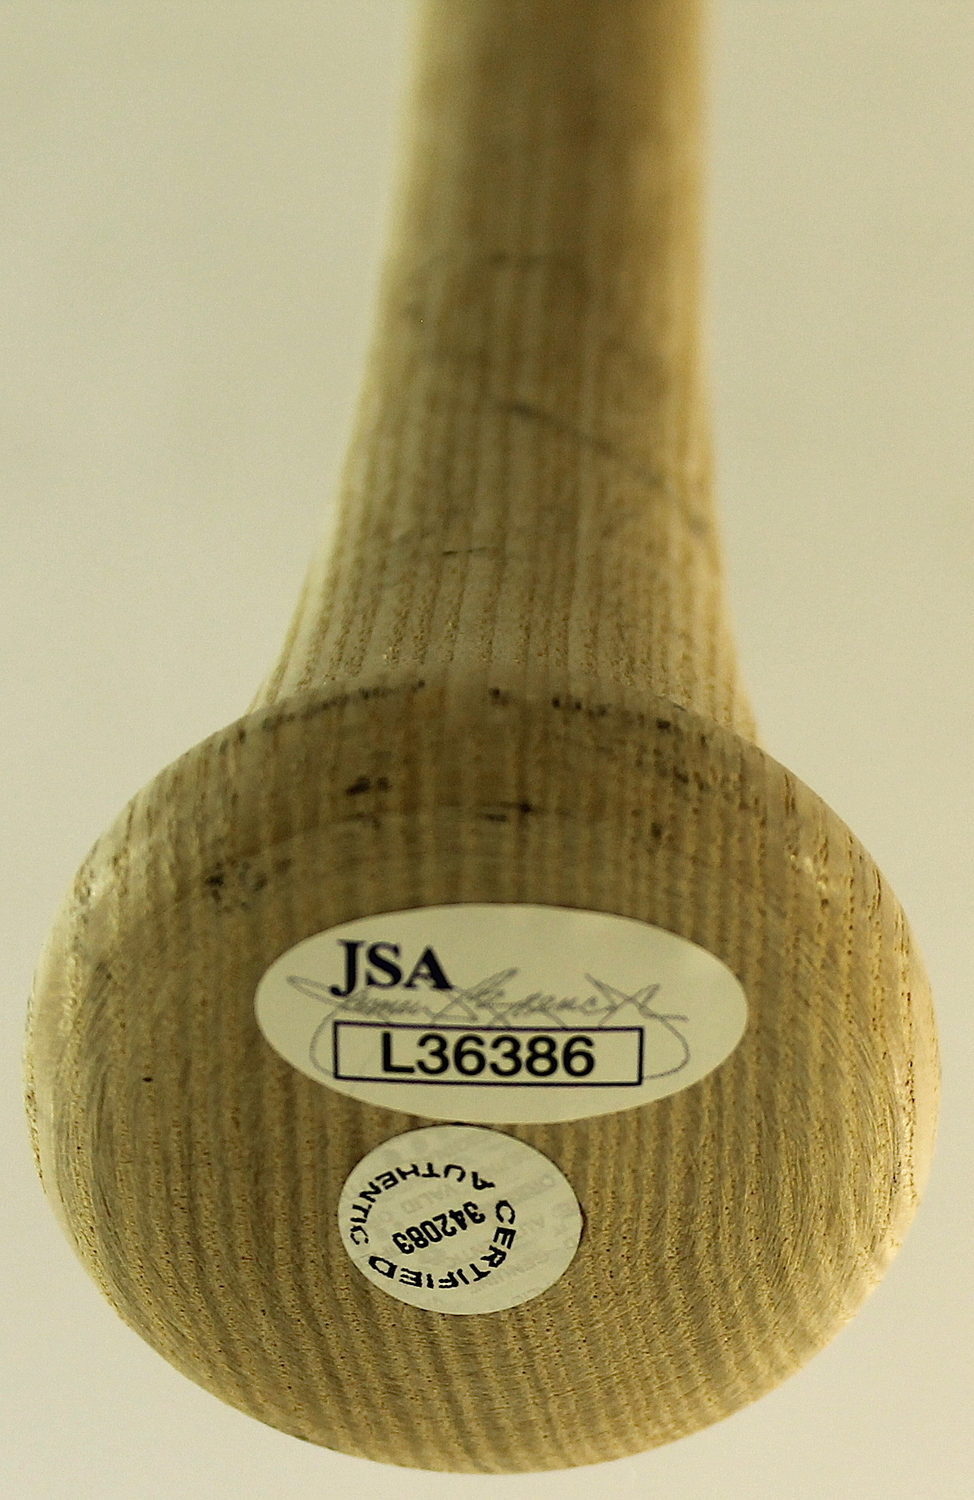 JSA
L36386
CERTIFIED
AUTHENTIC
342083